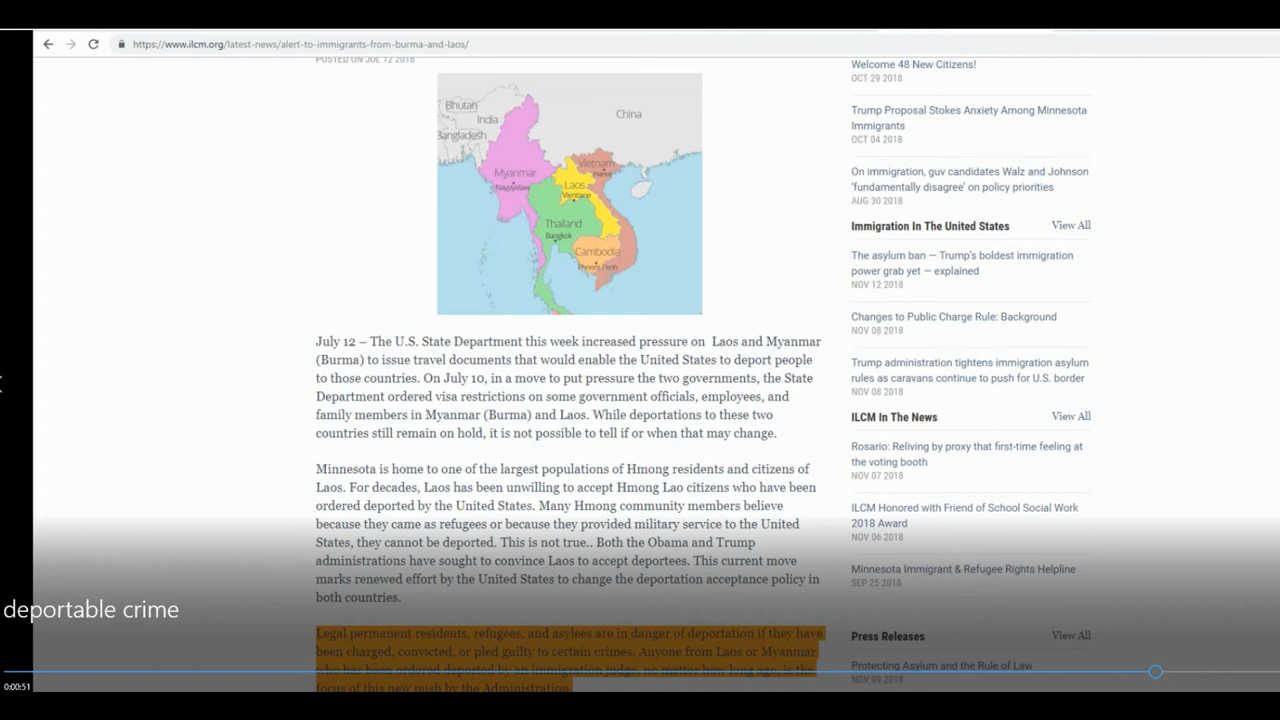 https://www.ilcm.org/latest-news/alert-to-immigrants-from-burma-and-laos/
POSTED ON JUL 12 2018
Bhutan
India
Bangladesh
China
Myanmar
Naypyidaw
Vietnam
Hanoi
Laos
Vientiane
Thailand
Bangkok
Cambodia
Phnom Penh
July 12 – The U.S. State Department this week increased pressure on Laos and Myanmar
(Burma) to issue travel documents that would enable the United States to deport people
to those countries. On July 10, in a move to put pressure the two governments, the State
Department ordered visa restrictions on some government officials, employees, and
family members in Myanmar (Burma) and Laos. While deportations to these two
countries still remain on hold, it is not possible to tell if or when that may change.
Minnesota is home to one of the largest populations of Hmong residents and citizens of
Laos. For decades, Laos has been unwilling to accept Hmong Lao citizens who have been
ordered deported by the United States. Many Hmong community members believe
because they came as refugees or because they provided military service to the United
States, they cannot be deported. This is not true.. Both the Obama and Trump
administrations have sought to convince Laos to accept deportees. This current move
marks renewed effort by the United States to change the deportation acceptance policy in
both countries.
Legal permanent residents, refugees, and asylees are in danger of deportation if they have
been charged, convicted, or pled guilty to certain crimes. Anyone from Laos or Myanmar
who has been ordered deported by an immigration judge, no matter how long ago, is the
focus of this new push by the Administration.
Welcome 48 New Citizens!
OCT 29 2018
Trump Proposal Stokes Anxiety Among Minnesota
Immigrants
OCT 04 2018
On immigration, guv candidates Walz and Johnson
'fundamentally disagree' on policy priorities
AUG 30 2018
Immigration In The United States View All
The asylum ban — Trump's boldest immigration
power grab yet — explained
NOV 12 2018
Changes to Public Charge Rule: Background
NOV 08 2018
Trump administration tightens immigration asylum
rules as caravans continue to push for U.S. border
NOV 08 2018
ILCM In The News View All
Rosario: Reliving by proxy that first-time feeling at
the voting booth
NOV 07 2018
ILCM Honored with Friend of School Social Work
2018 Award
NOV 06 2018
Minnesota Immigrant & Refugee Rights Helpline
SEP 25 2018
Press Releases View All
Protecting Asylum and the Rule of Law
NOV 09 2018
deportable crime
0:00:51